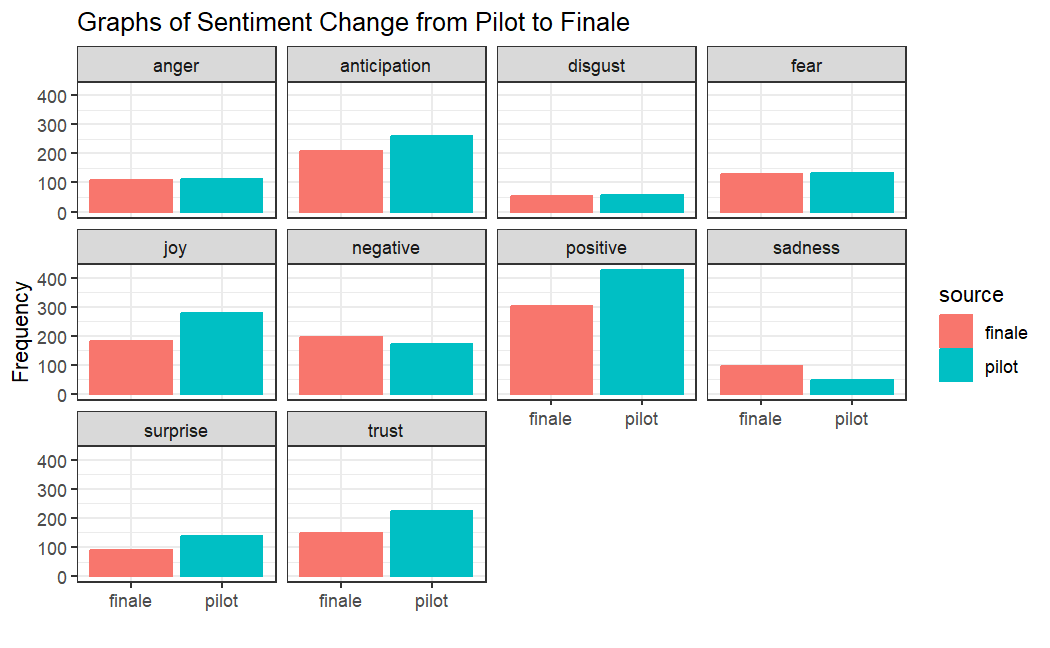 Graphs of Sentiment Change from Pilot to Finale
anger
anticipation
disgust
fear
400
300
200
100
0
joy
negative
positive
sadness
400
300
200
100
0
finale
pilot
finale
pilot
surprise
trust
400
300
200
100
0
finale
pilot
finale
pilot
Frequency
source
finale
pilot